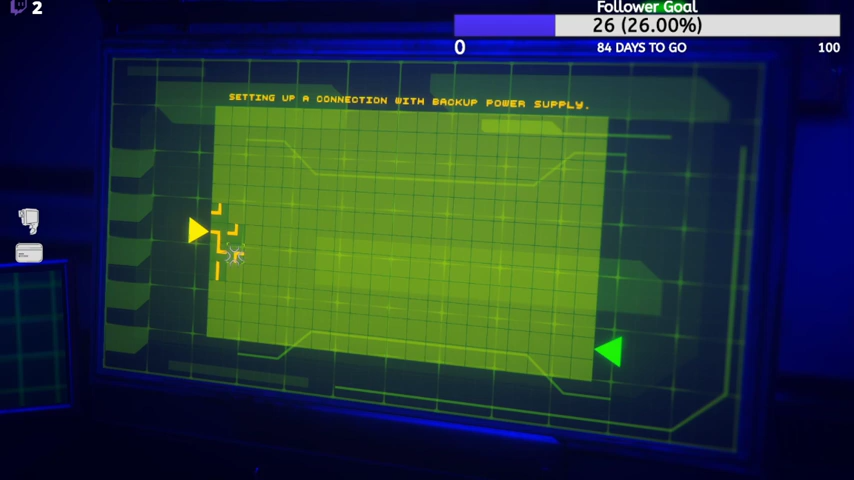 2
Follower Goal
26 (26.00%)
0
84 DAYS TO GO
100
SETTING UP A CONNECTION WITH BACKUP POWER SUPPLY.